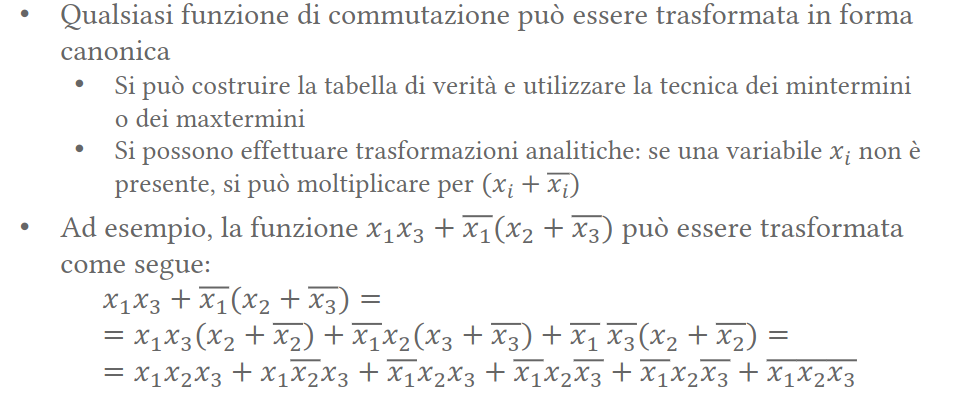 • Qualsiasi funzione di commutazione può essere trasformata in forma
canonica
• Si può costruire la tabella di verità e utilizzare la tecnica dei mintermini
o dei maxtermini
• Si possono effettuare trasformazioni analitiche: se una variabile $x_i$ non è
presente, si può moltiplicare per $(x_i + \overline{x_i})$
• Ad esempio, la funzione $x_1x_3 + \overline{x_1}(x_2 + \overline{x_3})$ può essere trasformata
come segue:
$x_1x_3 + \overline{x_1}(x_2 + \overline{x_3}) =$
$= x_1x_3(x_2 + \overline{x_2}) + \overline{x_1}x_2(x_3 + \overline{x_3}) + \overline{x_1}\,\overline{x_3}(x_2 + \overline{x_2}) =$
$= x_1x_2x_3 + x_1\overline{x_2}x_3 + \overline{x_1}x_2x_3 + \overline{x_1}x_2\overline{x_3} + \overline{x_1}x_2\overline{x_3} + \overline{x_1x_2x_3}$